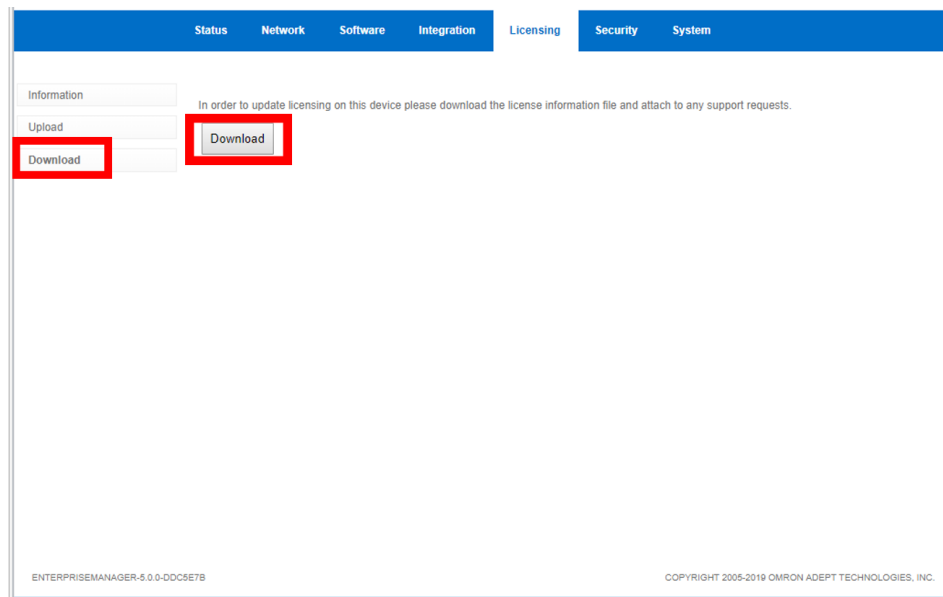 Status Network Software Integration Licensing Security System
Information
Upload
Download
In order to update licensing on this device please download the license information file and attach to any support requests.
Download
ENTERPRISEMANAGER-5.0.0-DDC5E7B
COPYRIGHT 2005-2019 OMRON ADEPT TECHNOLOGIES, INC.